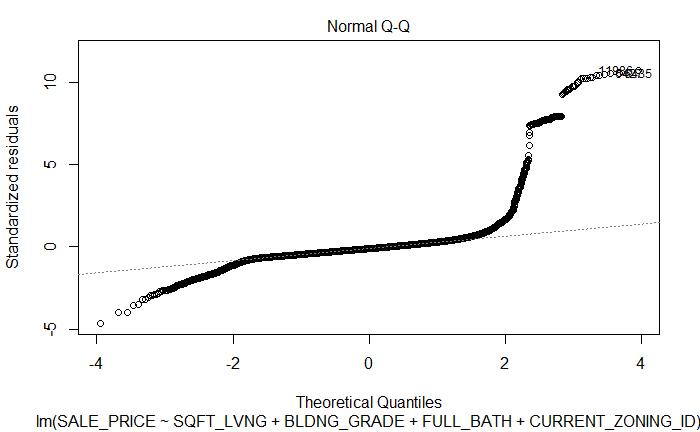 Normal Q-Q
Standardized residuals
10
5
0
-5
-4
-2
0
2
4
Theoretical Quantiles
lm(SALE_PRICE ~ SQFT_LVNG + BLDNG_GRADE + FULL_BATH + CURRENT_ZONING_ID)